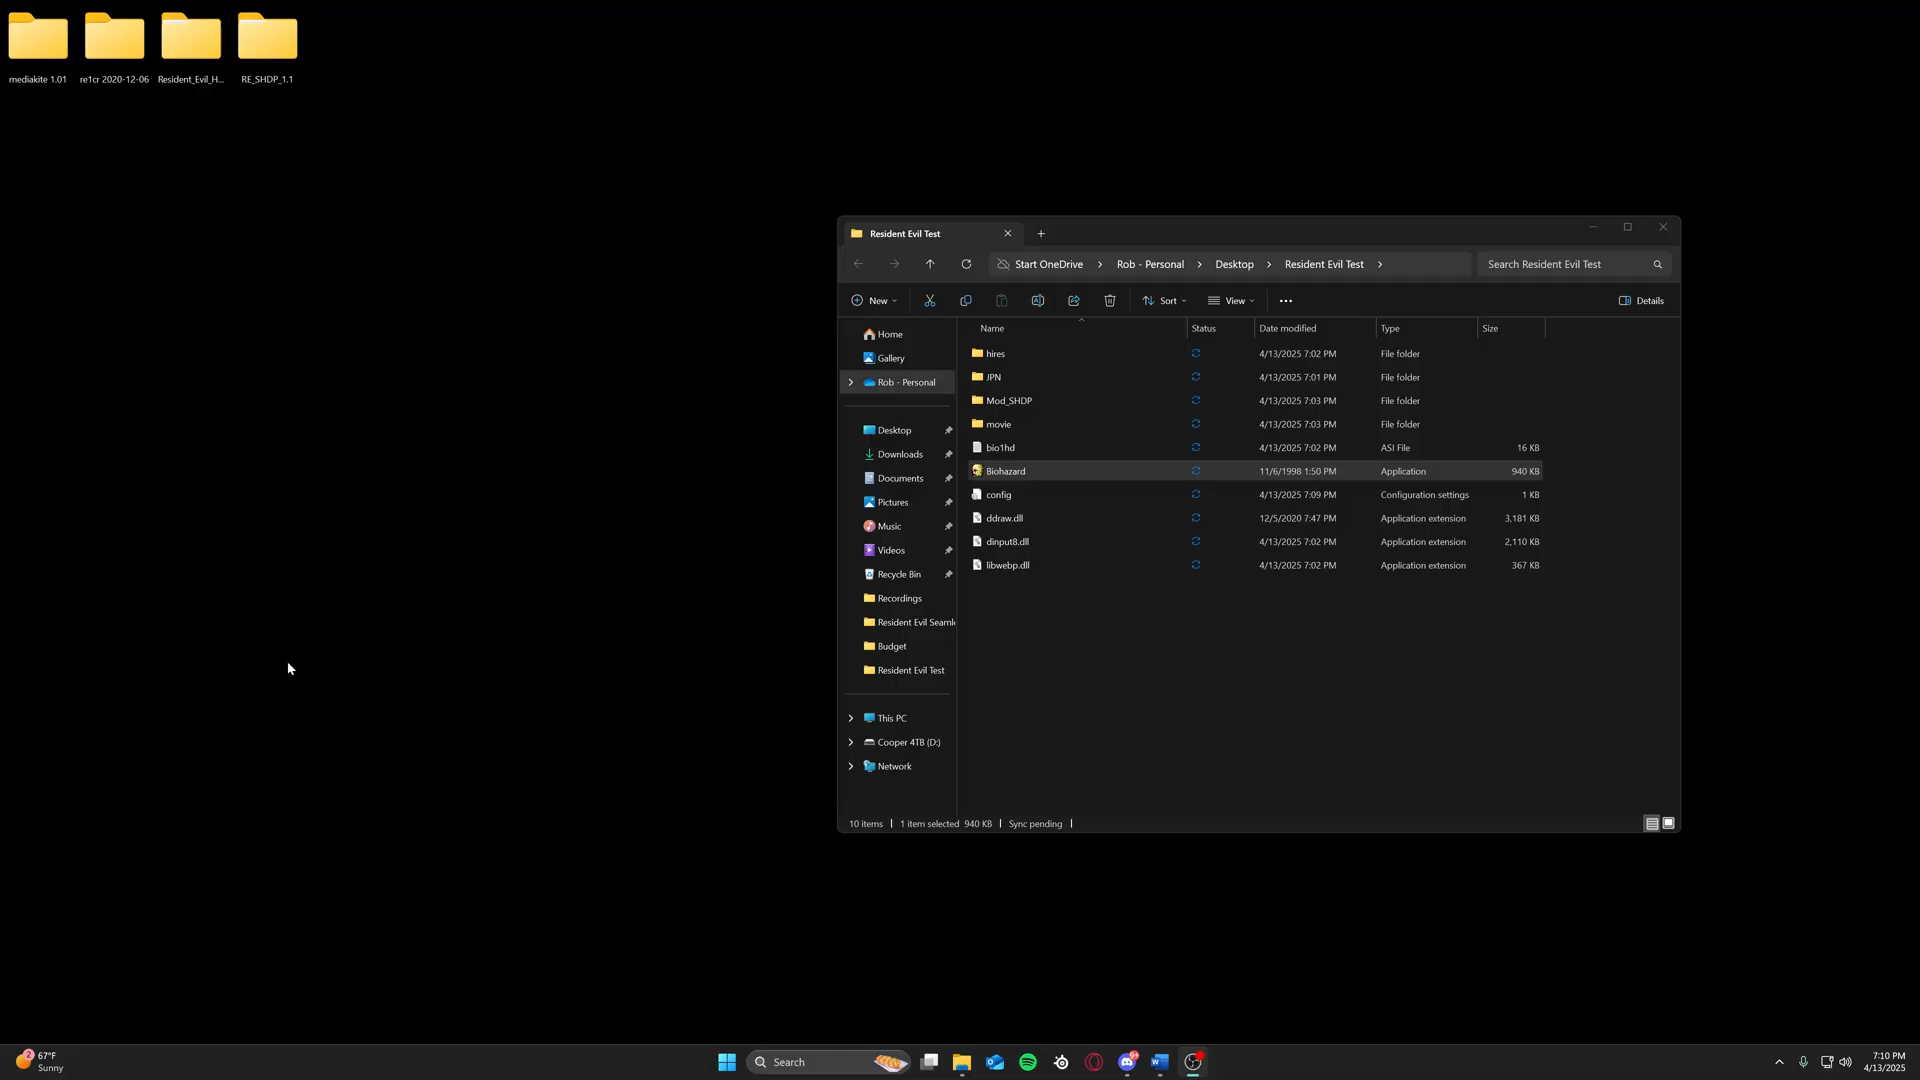 mediakite 1.01
re1cr 2020-12-06
Resident_Evil_H...
RE_SHDP_1.1
Resident Evil Test
Start OneDrive > Rob - Personal > Desktop > Resident Evil Test >
Search Resident Evil Test
New
Sort
View
Details
Name Status Date modified Type Size
Home
Gallery
Rob - Personal
Desktop
Downloads
Documents
Pictures
Music
Videos
Recycle Bin
Recordings
Resident Evil Seaml
Budget
Resident Evil Test
This PC
Cooper 4TB (D:)
Network
hires 4/13/2025 7:02 PM File folder
JPN 4/13/2025 7:01 PM File folder
Mod_SHDP 4/13/2025 7:03 PM File folder
movie 4/13/2025 7:03 PM File folder
bio1hd 4/13/2025 7:02 PM ASI File 16 KB
Biohazard 11/6/1998 1:50 PM Application 940 KB
config 4/13/2025 7:09 PM Configuration settings 1 KB
ddraw.dll 12/5/2020 7:47 PM Application extension 3,181 KB
dinput8.dll 4/13/2025 7:02 PM Application extension 2,110 KB
libwebp.dll 4/13/2025 7:02 PM Application extension 367 KB
10 items 1 item selected 940 KB Sync pending
2
67°F
Sunny
Search
7:10 PM
4/13/2025